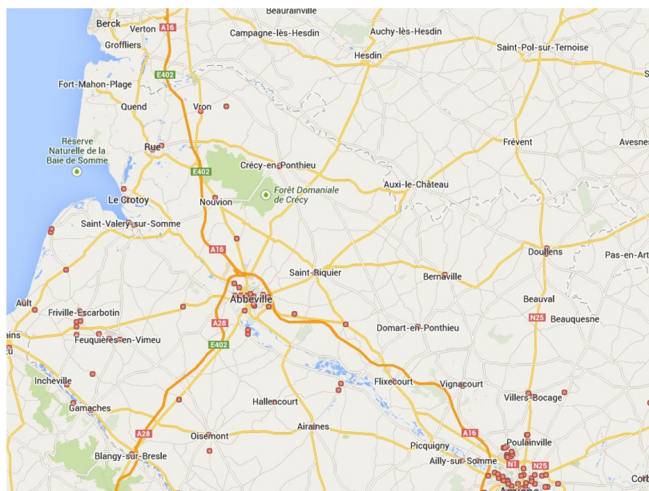 Beaurainville
Berck
Verton
A16
Campagne-lès-Hesdin
Auchy-lès-Hesdin
Groffliers
Saint-Pol-sur-Ternoise
Hesdin
E402
Fort-Mahon-Plage
Quend
Vron
Réserve
Naturelle de la
Baie de Somme
Rue
Frévent
Avesne
Crécy-en-Ponthieu
E402
Auxi-le-Château
Forêt Domaniale
de Crécy
Le Crotoy
Nouvion
Saint-Valery-sur-Somme
A16
Doullens
Pas-en-Art
Saint-Riquier
Bernaville
Abbeville
Beauval
Ault
Friville-Escarbotin
A28
N25
Beauquesne
Domart-en-Ponthieu
ains
Feuquières-en-Vimeu
E402
Incheville
Flixecourt
Vignacourt
Villers-Bocage
Gamaches
Hallencourt
Airaines
A28
Oisemont
A16
Poulainville
Picquigny
Blangy-sur-Bresle
Ailly-sur-Somme
N1
N25
Corb